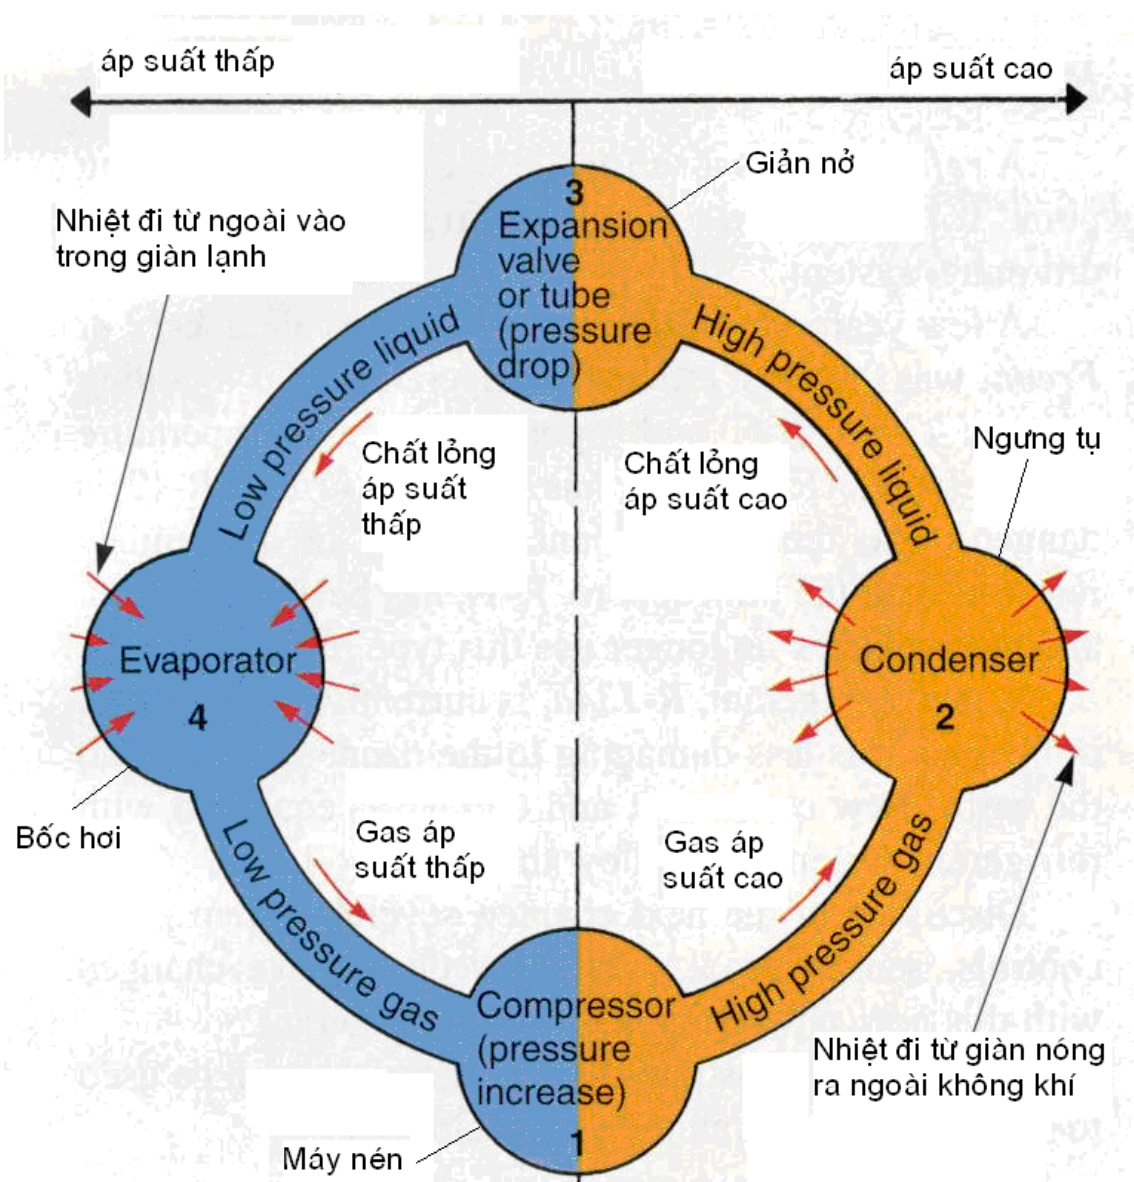 áp suất thấp
áp suất cao
Giản nở
3
Expansion
valve
or tube
(pressure
drop)
Nhiệt đi từ ngoài vào
trong giàn lạnh
Low pressure liquid
High pressure liquid
Chất lỏng
áp suất
thấp
Chất lỏng
áp suất cao
Ngưng tụ
Evaporator
4
Condenser
2
Bốc hơi
Gas áp
suất thấp
Gas áp
suất cao
Low pressure gas
High pressure gas
Compressor
(pressure
increase)
1
Nhiệt đi từ giàn nóng
ra ngoài không khí
Máy nén